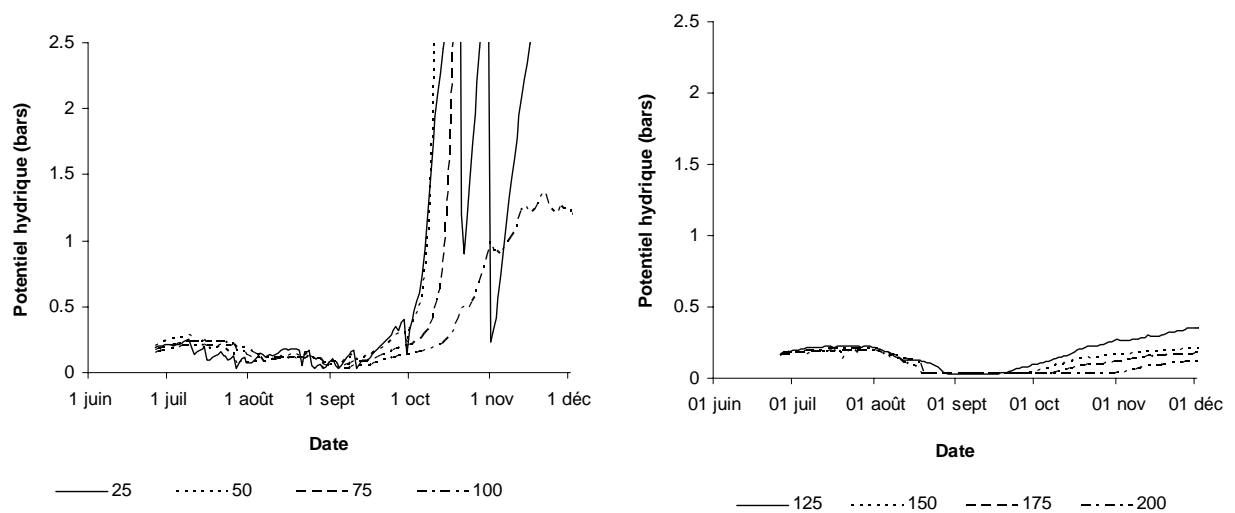 2.5
2
1.5
1
0.5
0
Potentiel hydrique (bars)
1 juin 1 juil 1 août 1 sept 1 oct 1 nov 1 déc
Date
25 50 75 100
2.5
2
1.5
1
0.5
0
Potentiel hydrique (bars)
01 juin 01 juil 01 août 01 sept 01 oct 01 nov 01 déc
Date
125 150 175 200